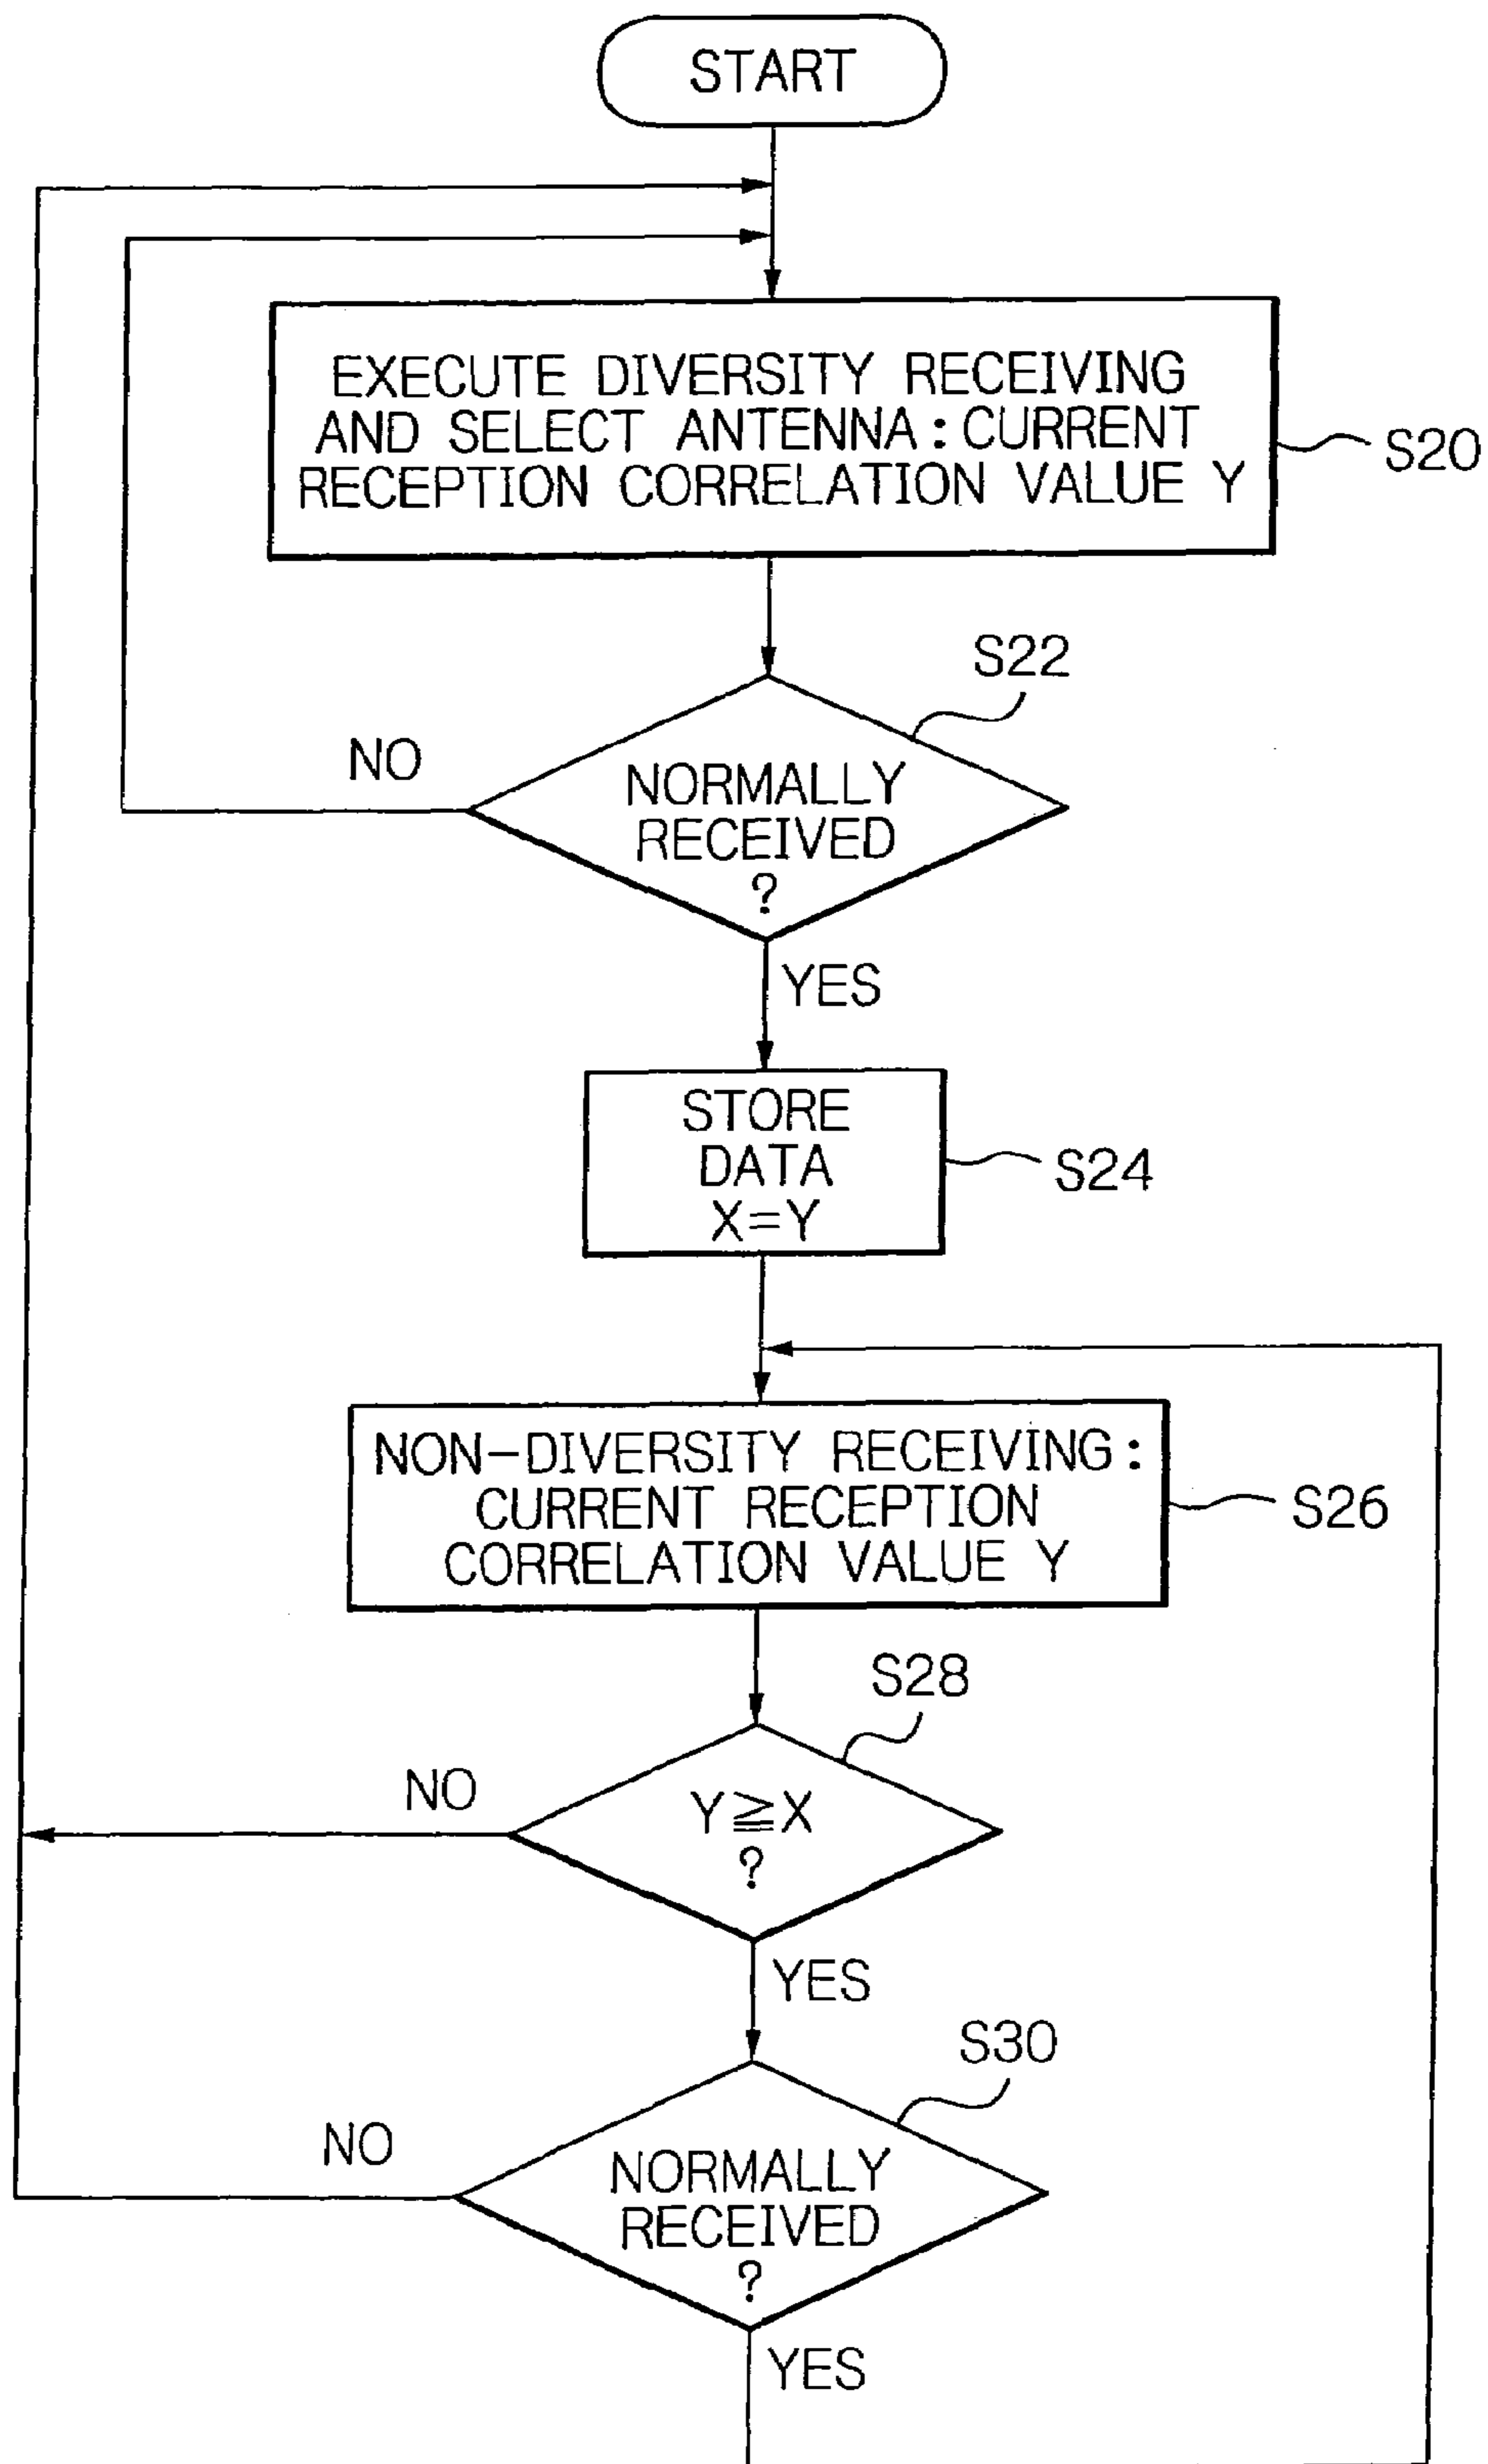 START
EXECUTE DIVERSITY RECEIVING
AND SELECT ANTENNA : CURRENT
RECEPTION CORRELATION VALUE Y
S20
S22
NO
NORMALLY
RECEIVED
?
YES
STORE
DATA
X=Y
S24
NON-DIVERSITY RECEIVING :
CURRENT RECEPTION
CORRELATION VALUE Y
S26
S28
NO
Y≧X
?
YES
S30
NO
NORMALLY
RECEIVED
?
YES